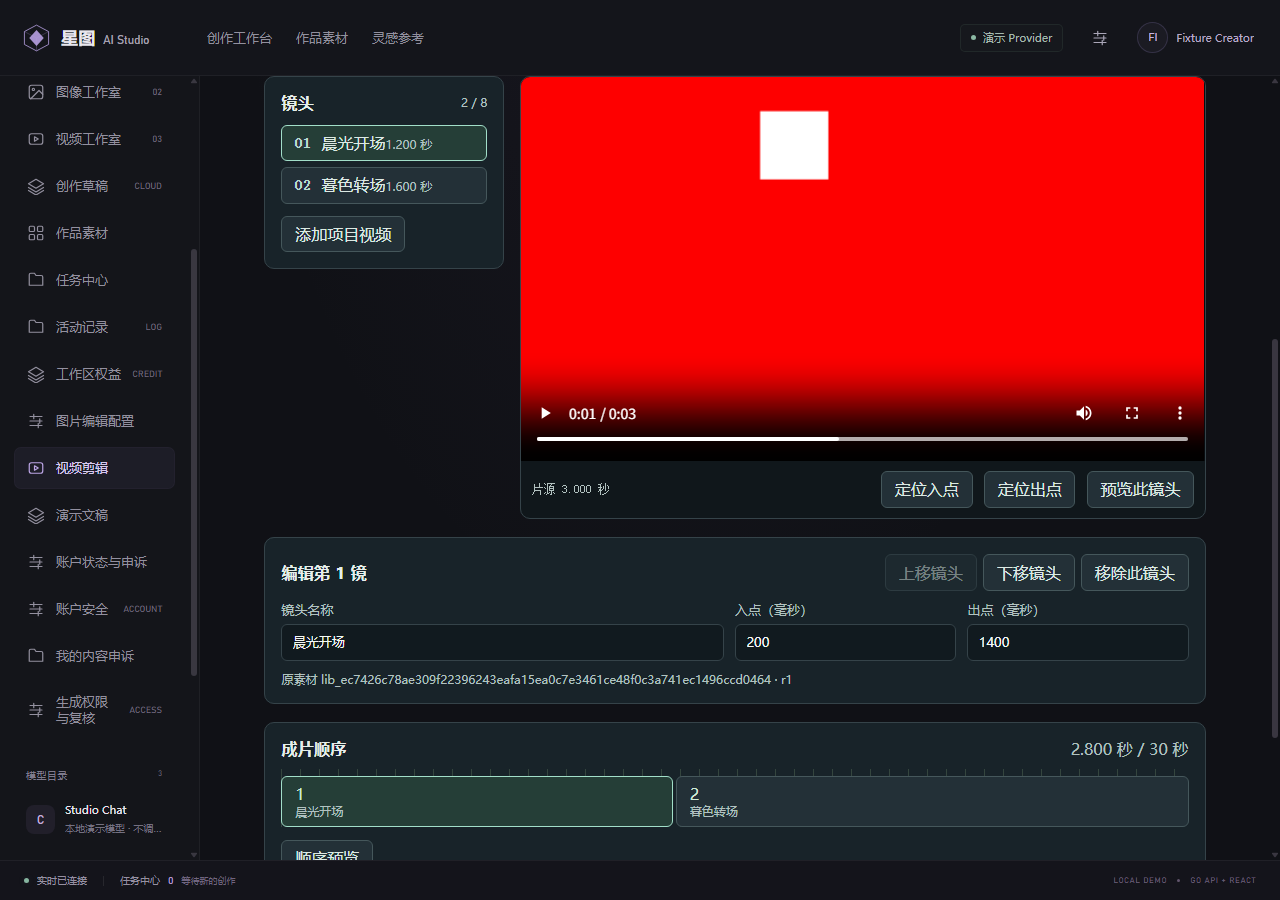 星图 AI Studio
创作工作台 作品素材 灵感参考
演示 Provider
FI Fixture Creator
图像工作室 02
视频工作室 03
创作草稿 CLOUD
作品素材
任务中心
活动记录 LOG
工作区权益 CREDIT
图片编辑配置
视频剪辑
演示文稿
账户状态与申诉
账户安全 ACCOUNT
我的内容申诉
生成权限
与复核 ACCESS
模型目录 3
C Studio Chat
本地演示模型 · 不调...
镜头 2 / 8
01 晨光开场1.200 秒
02 暮色转场1.600 秒
添加项目视频
0:01 / 0:03
片源 3.000 秒
定位入点 定位出点 预览此镜头
编辑第 1 镜
上移镜头 下移镜头 移除此镜头
镜头名称 入点（毫秒） 出点（毫秒）
晨光开场 200 1400
原素材 lib_ec7426c78ae309f22396243eafa15ea0c7e3461ce48f0c3a741ec1496ccd0464 · r1
成片顺序 2.800 秒 / 30 秒
1
晨光开场
2
暮色转场
顺序预览
实时已连接 任务中心 0 等待新的创作
LOCAL DEMO • GO API + REACT